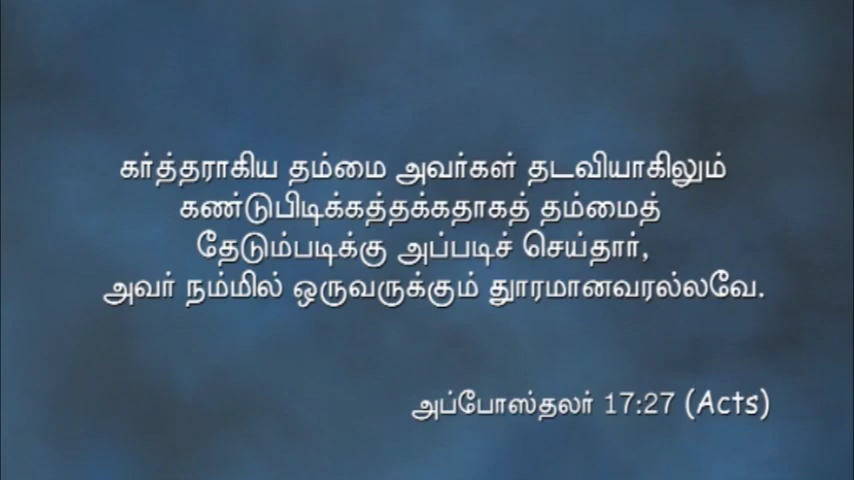 கர்த்தராகிய தம்மை அவர்கள் தடவியாகிலும்
கண்டுபிடிக்கத்தக்கதாகத் தம்மைத்
தேடும்படிக்கு அப்படிச் செய்தார்,
அவர் நம்மில் ஒருவருக்கும் தூரமானவரல்லவே.
அப்போஸ்தலர் 17:27 (Acts)